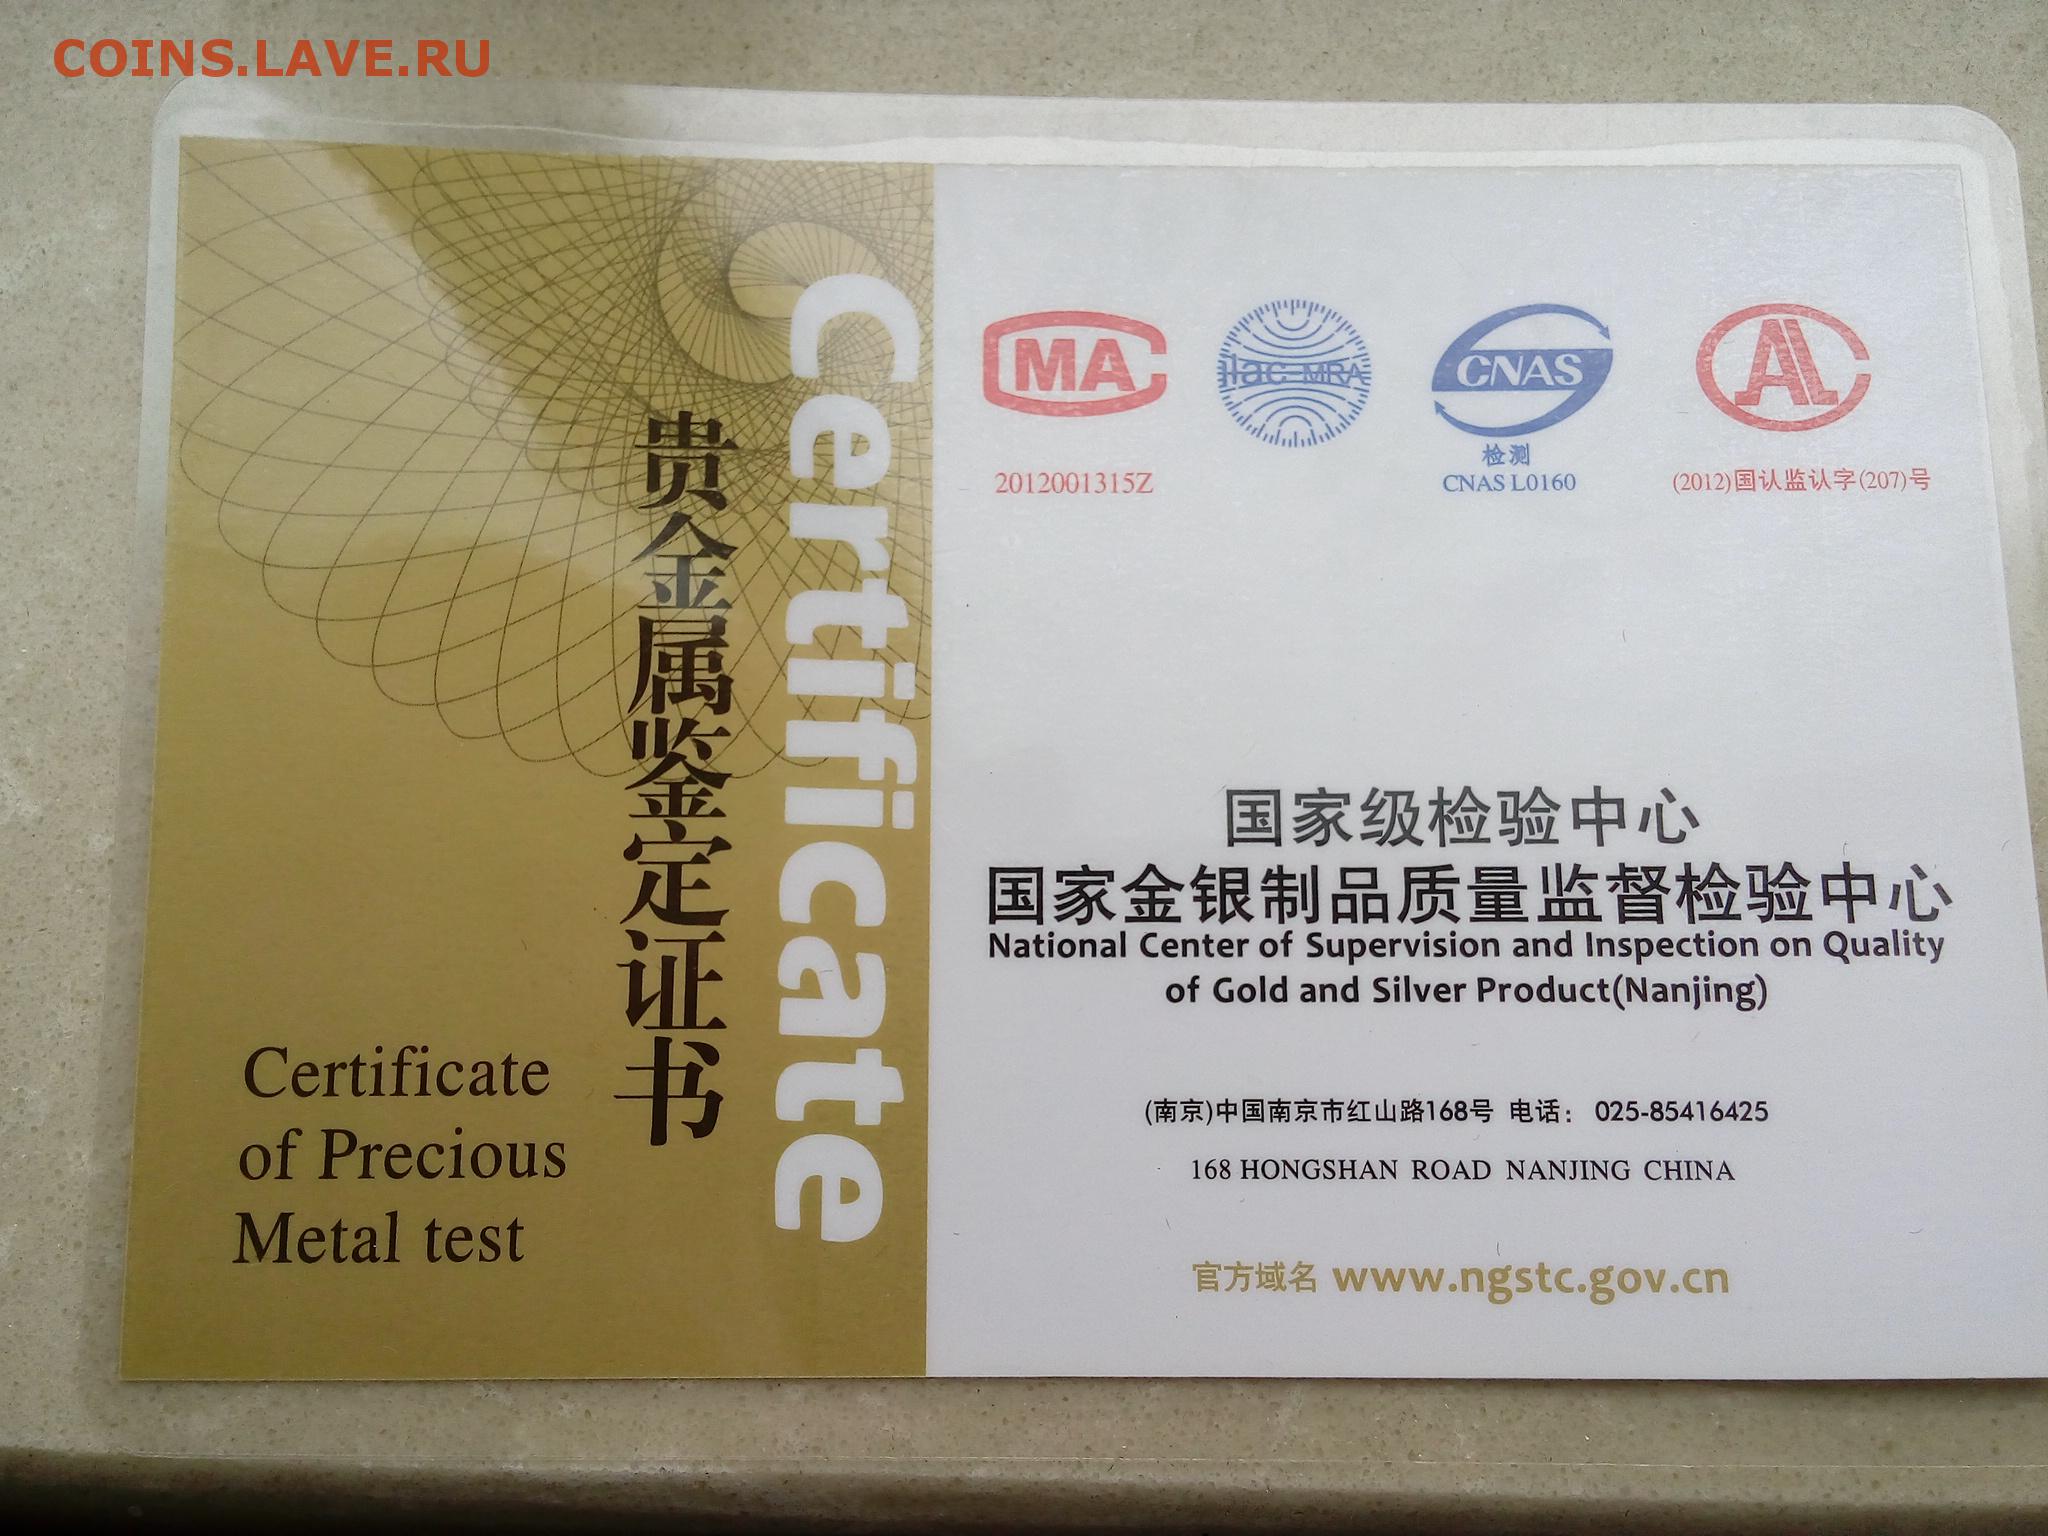 COINS.LAVE.RU
Certificate
贵金属鉴定证书
Certificate
of Precious
Metal test
MA
ilac-MRA
CNAS
AL
检测
2012001315Z
CNAS L0160
(2012)国认监认字(207)号
国家级检验中心
国家金银制品质量监督检验中心
National Center of Supervision and Inspection on Quality
of Gold and Silver Product(Nanjing)
(南京)中国南京市红山路168号 电话： 025-85416425
168 HONGSHAN ROAD NANJING CHINA
官方域名 www.ngstc.gov.cn